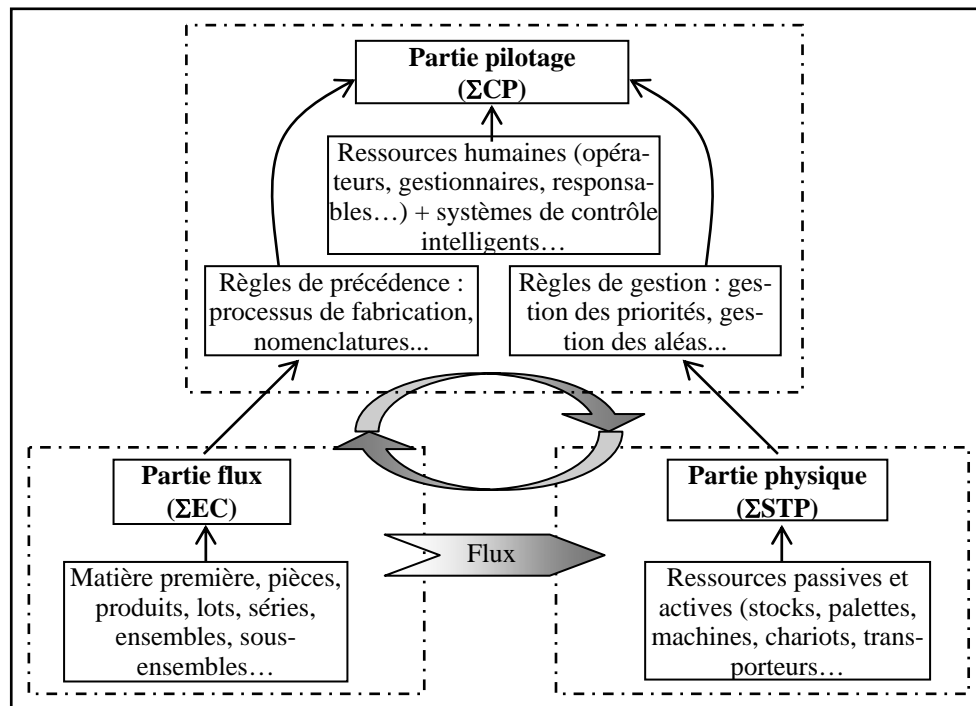 Partie pilotage
(ΣCP)
Ressources humaines (opéra-
teurs, gestionnaires, responsa-
bles…) + systèmes de contrôle
intelligents…
Règles de précédence :
processus de fabrication,
nomenclatures...
Règles de gestion : ges-
tion des priorités, ges-
tion des aléas...
Partie flux
(ΣEC)
Matière première, pièces,
produits, lots, séries,
ensembles, sous-
ensembles…
Flux
Partie physique
(ΣSTP)
Ressources passives et
actives (stocks, palettes,
machines, chariots, trans-
porteurs…